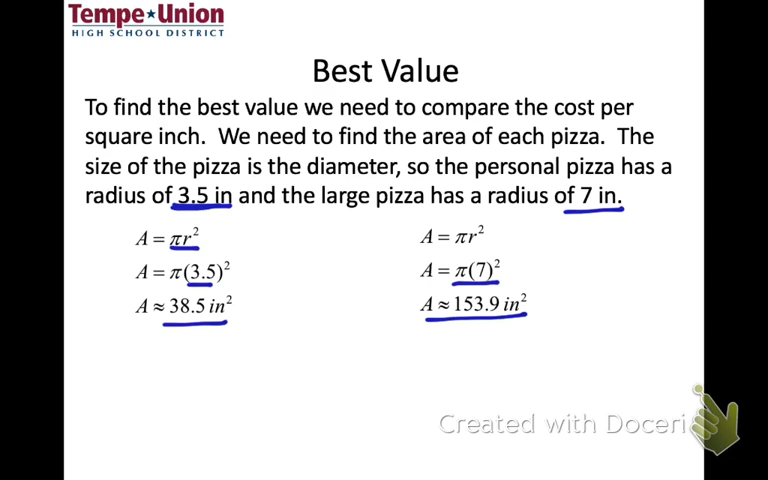 Tempe★Union
HIGH SCHOOL DISTRICT
Best Value
To find the best value we need to compare the cost per
square inch.  We need to find the area of each pizza.  The
size of the pizza is the diameter, so the personal pizza has a
radius of 3.5 in and the large pizza has a radius of 7 in.
A = πr²
A = π(3.5)²
A ≈ 38.5 in²
A = πr²
A = π(7)²
A ≈ 153.9 in²
Created with Doceri